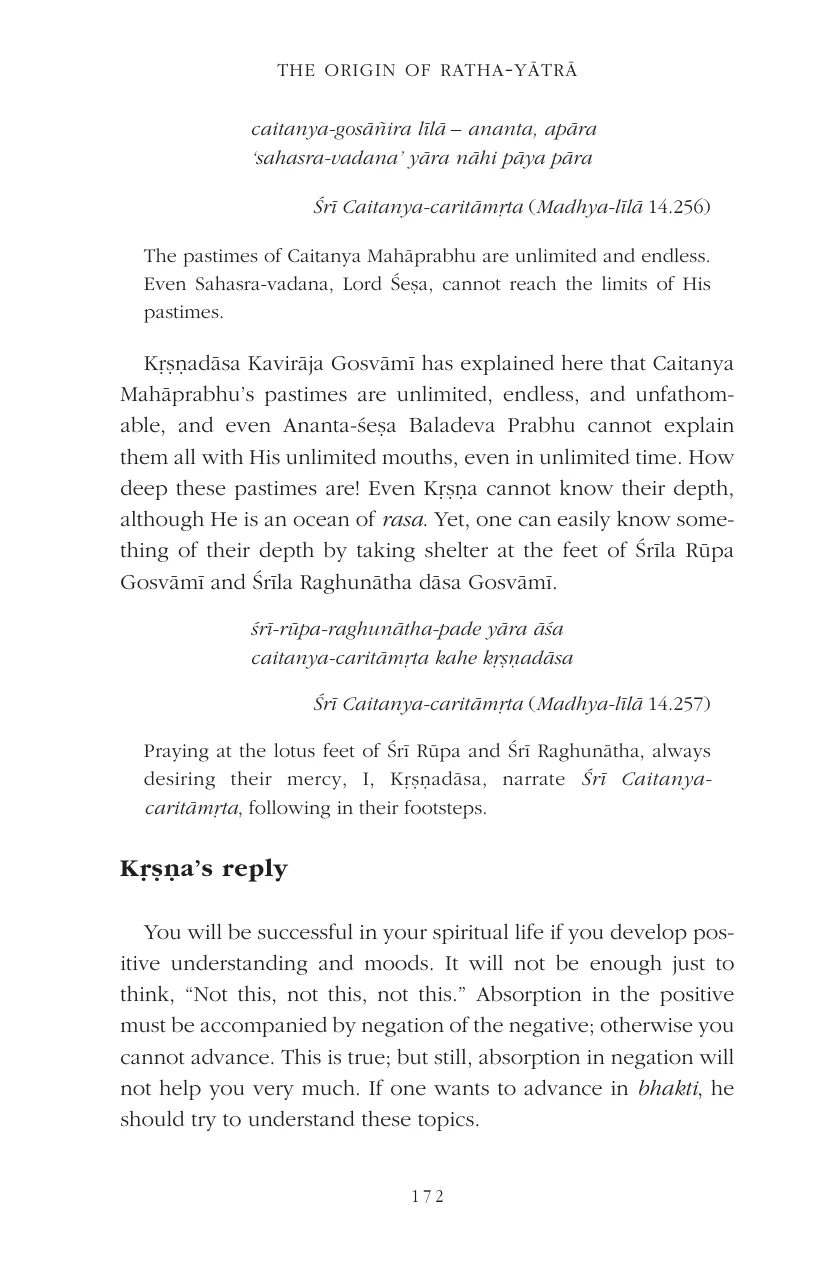 THE ORIGIN OF RATHA-YĀTRĀ
caitanya-gosāñira līlā – ananta, apāra
‘sahasra-vadana’ yāra nāhi pāya pāra
Śrī Caitanya-caritāmṛta (Madhya-līlā 14.256)
The pastimes of Caitanya Mahāprabhu are unlimited and endless.
Even Sahasra-vadana, Lord Śeṣa, cannot reach the limits of His
pastimes.
Kṛṣṇadāsa Kavirāja Gosvāmī has explained here that Caitanya
Mahāprabhu’s pastimes are unlimited, endless, and unfathom-
able, and even Ananta-śeṣa Baladeva Prabhu cannot explain
them all with His unlimited mouths, even in unlimited time. How
deep these pastimes are! Even Kṛṣṇa cannot know their depth,
although He is an ocean of rasa. Yet, one can easily know some-
thing of their depth by taking shelter at the feet of Śrīla Rūpa
Gosvāmī and Śrīla Raghunātha dāsa Gosvāmī.
śrī-rūpa-raghunātha-pade yāra āśa
caitanya-caritāmṛta kahe kṛṣṇadāsa
Śrī Caitanya-caritāmṛta (Madhya-līlā 14.257)
Praying at the lotus feet of Śrī Rūpa and Śrī Raghunātha, always
desiring their mercy, I, Kṛṣṇadāsa, narrate Śrī Caitanya-
caritāmṛta, following in their footsteps.
Kṛṣṇa’s reply
You will be successful in your spiritual life if you develop pos-
itive understanding and moods. It will not be enough just to
think, “Not this, not this, not this.” Absorption in the positive
must be accompanied by negation of the negative; otherwise you
cannot advance. This is true; but still, absorption in negation will
not help you very much. If one wants to advance in bhakti, he
should try to understand these topics.
172